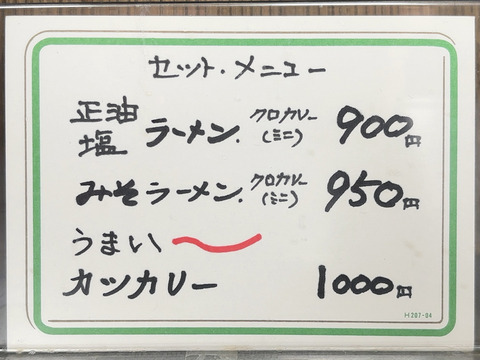 セット・メニュー
正油 塩 ラーメン. クロカレー (ミニ) 900円
みそラーメン. クロカレー (ミニ) 950円
うまい〜
カツカレー 1000円
H207-04